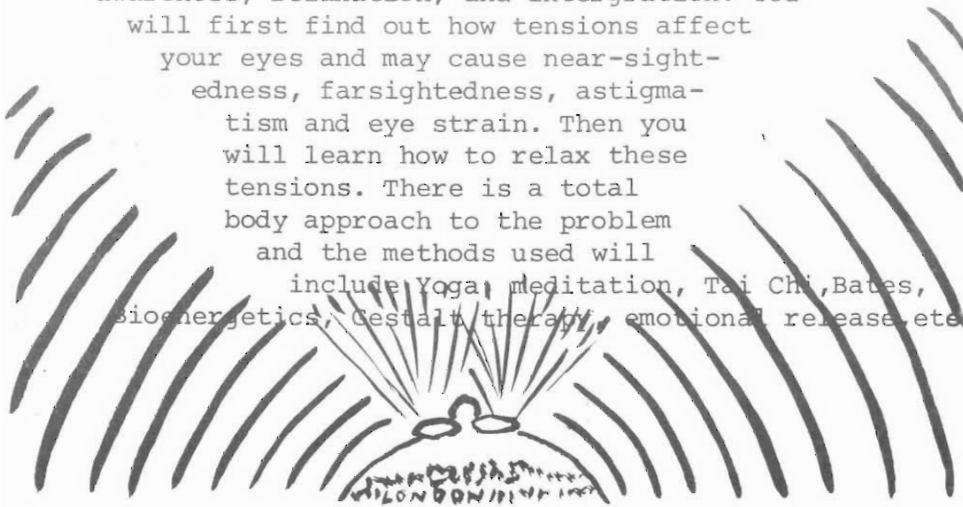 will first find out how tensions affect
your eyes and may cause near-sight-
edness, farsightedness, astigma-
tism and eye strain. Then you
will learn how to relax these
tensions. There is a total
body approach to the problem
and the methods used will
include Yoga, meditation, Tai Chi,Bates,
Bioenergetics, Gestalt therapy, emotional release,etc
LONDON